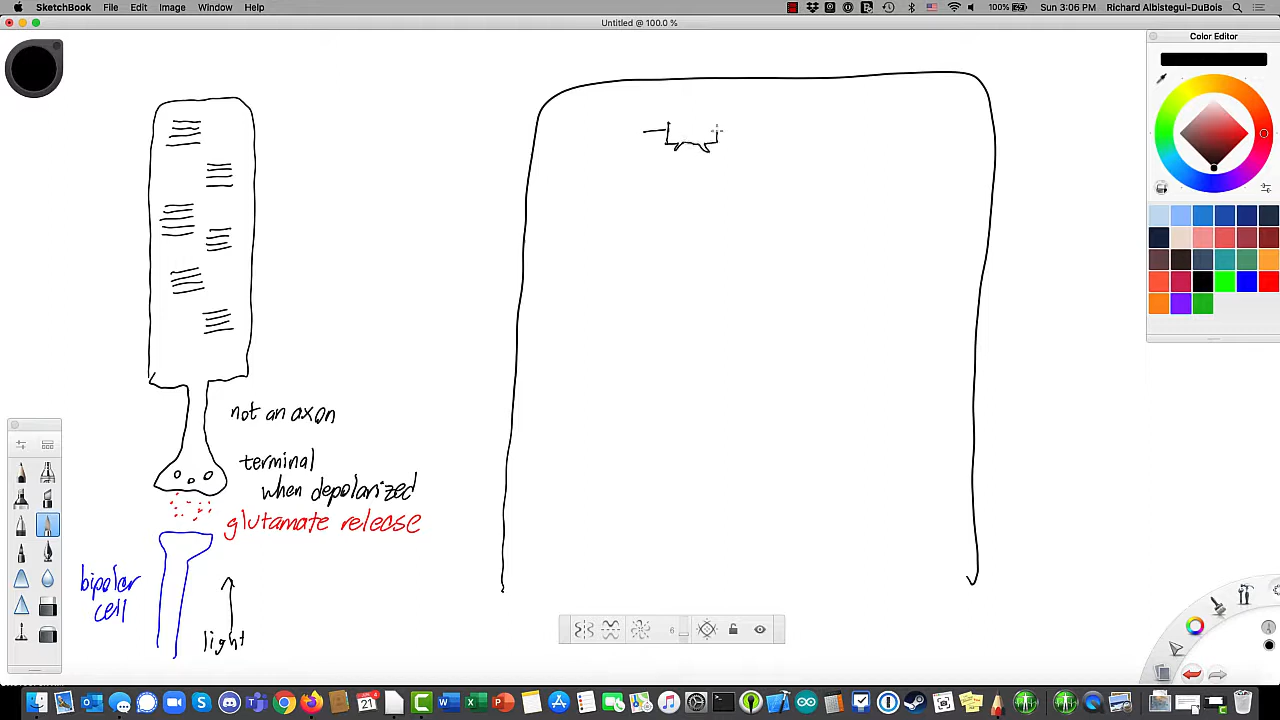 SketchBook File Edit Image Window Help
100% Sun 3:06 PM Richard Albistegui-DuBois
Untitled @ 100.0 %
Color Editor
not an axon
terminal
when depolarized
glutamate release
bipolar
cell
light
6